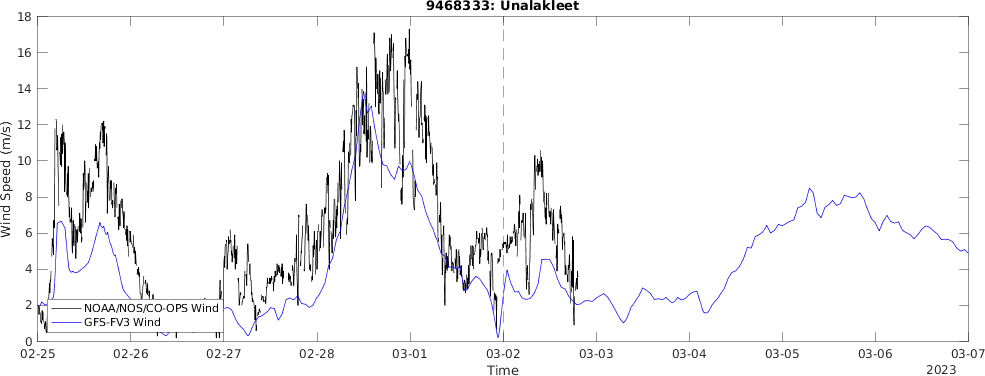 9468333: Unalakleet
Wind Speed (m/s)
18
16
14
12
10
8
6
4
2
0
NOAA/NOS/CO-OPS Wind
GFS-FV3 Wind
02-25 02-26 02-27 02-28 03-01 03-02 03-03 03-04 03-05 03-06 03-07
Time
2023